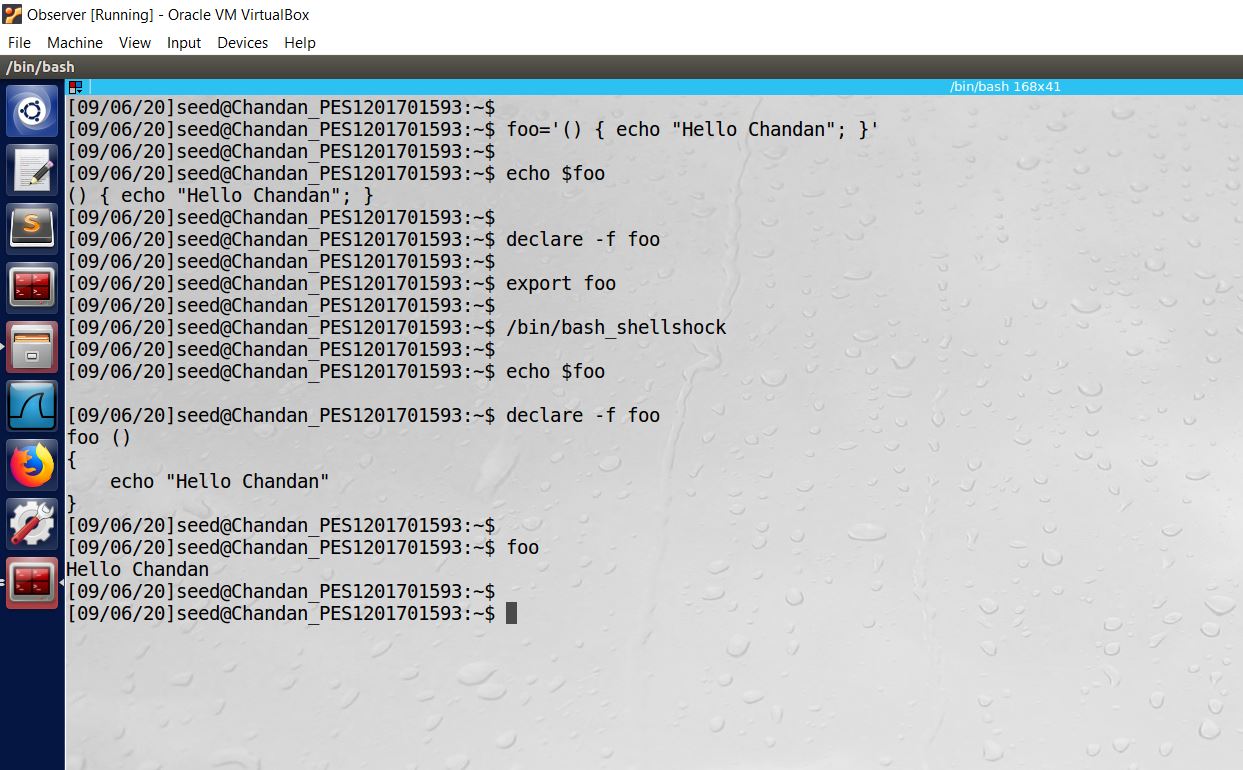 Observer [Running] - Oracle VM VirtualBox
File Machine View Input Devices Help
/bin/bash
/bin/bash 168x41
[09/06/20]seed@Chandan_PES1201701593:~$
[09/06/20]seed@Chandan_PES1201701593:~$ foo='() { echo "Hello Chandan"; }'
[09/06/20]seed@Chandan_PES1201701593:~$
[09/06/20]seed@Chandan_PES1201701593:~$ echo $foo
() { echo "Hello Chandan"; }
[09/06/20]seed@Chandan_PES1201701593:~$
[09/06/20]seed@Chandan_PES1201701593:~$ declare -f foo
[09/06/20]seed@Chandan_PES1201701593:~$
[09/06/20]seed@Chandan_PES1201701593:~$ export foo
[09/06/20]seed@Chandan_PES1201701593:~$
[09/06/20]seed@Chandan_PES1201701593:~$ /bin/bash_shellshock
[09/06/20]seed@Chandan_PES1201701593:~$
[09/06/20]seed@Chandan_PES1201701593:~$ echo $foo
[09/06/20]seed@Chandan_PES1201701593:~$ declare -f foo
foo ()
{
    echo "Hello Chandan"
}
[09/06/20]seed@Chandan_PES1201701593:~$
[09/06/20]seed@Chandan_PES1201701593:~$ foo
Hello Chandan
[09/06/20]seed@Chandan_PES1201701593:~$
[09/06/20]seed@Chandan_PES1201701593:~$